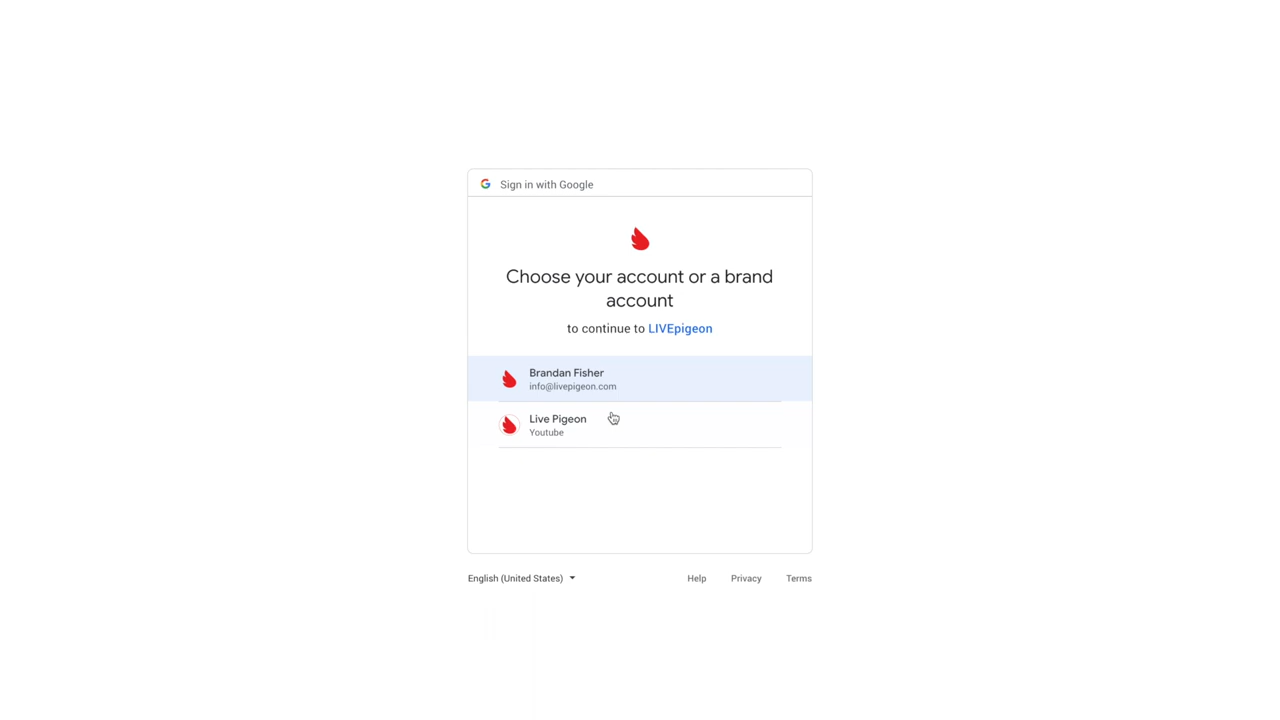 Sign in with Google
Choose your account or a brand
account
to continue to LIVEpigeon
Brandan Fisher
info@livepigeon.com
Live Pigeon
Youtube
English (United States)
Help Privacy Terms